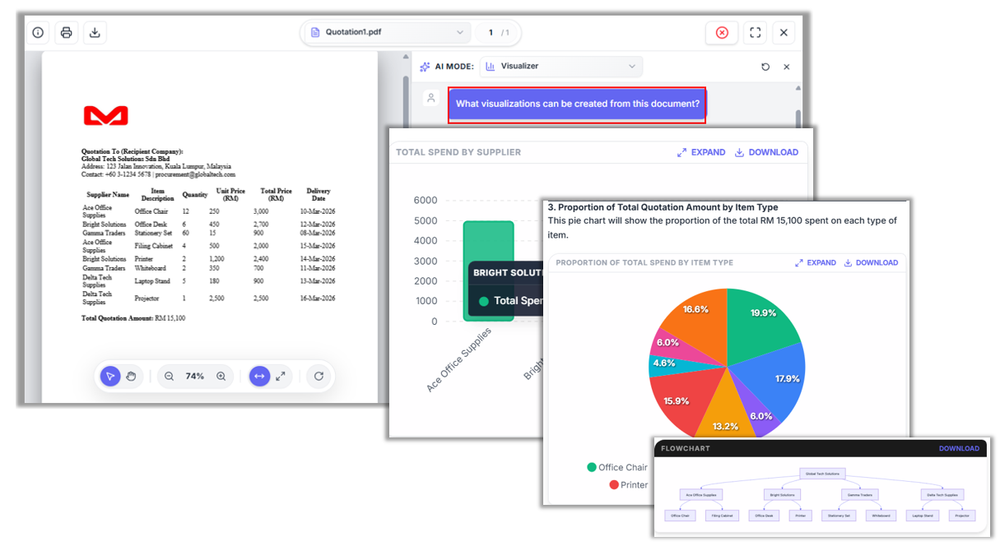 Quotation1.pdf
1 / 1
AI MODE:
Visualizer
What visualizations can be created from this document?
Quotation To (Recipient Company):
Global Tech Solutions Sdn Bhd
Address: 123 Jalan Innovation, Kuala Lumpur, Malaysia
Contact: +60 3-1234 5678 | procurement@globaltech.com
Supplier Name Item Description Quantity Unit Price (RM) Total Price (RM) Delivery Date
Ace Office Supplies Office Chair 12 250 3,000 10-Mar-2026
Bright Solutions Office Desk 6 450 2,700 12-Mar-2026
Gamma Traders Stationery Set 60 15 900 08-Mar-2026
Ace Office Supplies Filing Cabinet 4 500 2,000 15-Mar-2026
Bright Solutions Printer 2 1,200 2,400 14-Mar-2026
Gamma Traders Whiteboard 2 350 700 11-Mar-2026
Delta Tech Supplies Laptop Stand 5 180 900 13-Mar-2026
Delta Tech Supplies Projector 1 2,500 2,500 16-Mar-2026
Total Quotation Amount: RM 15,100
74%
TOTAL SPEND BY SUPPLIER
EXPAND
DOWNLOAD
6000
5000
4000
3000
2000
1000
0
BRIGHT SOLUTI
Total Spen
Ace Office Supplies
Brigh
3. Proportion of Total Quotation Amount by Item Type
This pie chart will show the proportion of the total RM 15,100 spent on each type of
item.
PROPORTION OF TOTAL SPEND BY ITEM TYPE
EXPAND
DOWNLOAD
16.6%
19.9%
6.0%
4.6%
17.9%
15.9%
6.0%
13.2%
Office Chair
Printer
FLOWCHART
DOWNLOAD
Global Tech Solutions
Ace Office Supplies
Bright Solutions
Gamma Traders
Delta Tech Supplies
Office Chair
Filing Cabinet
Office Desk
Printer
Stationery Set
Whiteboard
Laptop Stand
Projector